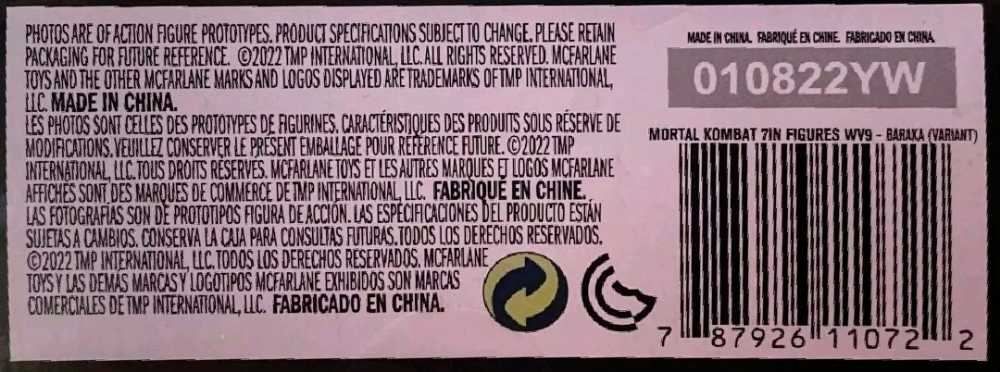 PHOTOS ARE OF ACTION FIGURE PROTOTYPES. PRODUCT SPECIFICATIONS SUBJECT TO CHANGE. PLEASE RETAIN
PACKAGING FOR FUTURE REFERENCE. ©2022 TMP INTERNATIONAL, LLC. ALL RIGHTS RESERVED. MCFARLANE
TOYS AND THE OTHER MCFARLANE MARKS AND LOGOS DISPLAYED ARE TRADEMARKS OF TMP INTERNATIONAL,
LLC. MADE IN CHINA.
LES PHOTOS SONT CELLES DES PROTOTYPES DE FIGURINES. CARACTÉRISTIQUES DES PRODUITS SOUS RÉSERVE DE
MODIFICATIONS. VEUILLEZ CONSERVER LE PRÉSENT EMBALLAGE POUR RÉFÉRENCE FUTURE. ©2022 TMP
INTERNATIONAL, LLC. TOUS DROITS RÉSERVÉS. MCFARLANE TOYS ET LES AUTRES MARQUES ET LOGOS MCFARLANE
AFFICHÉS SONT DES MARQUES DE COMMERCE DE TMP INTERNATIONAL, LLC. FABRIQUÉ EN CHINE.
LAS FOTOGRAFÍAS SON DE PROTOTIPOS FIGURA DE ACCIÓN. LAS ESPECIFICACIONES DEL PRODUCTO ESTÁN
SUJETAS A CAMBIOS. CONSERVA LA CAJA PARA CONSULTAS FUTURAS. TODOS LOS DERECHOS RESERVADOS.
©2022 TMP INTERNATIONAL, LLC. TODOS LOS DERECHOS RESERVADOS. MCFARLANE
TOYS Y LAS DEMÁS MARCAS Y LOGOTIPOS MCFARLANE EXHIBIDOS SON MARCAS
COMERCIALES DE TMP INTERNATIONAL, LLC. FABRICADO EN CHINA.
MADE IN CHINA. FABRIQUÉ EN CHINE. FABRICADO EN CHINA.
010822YW
MORTAL KOMBAT 7IN FIGURES WV9 - BARAKA (VARIANT)
7 87926 11072 2